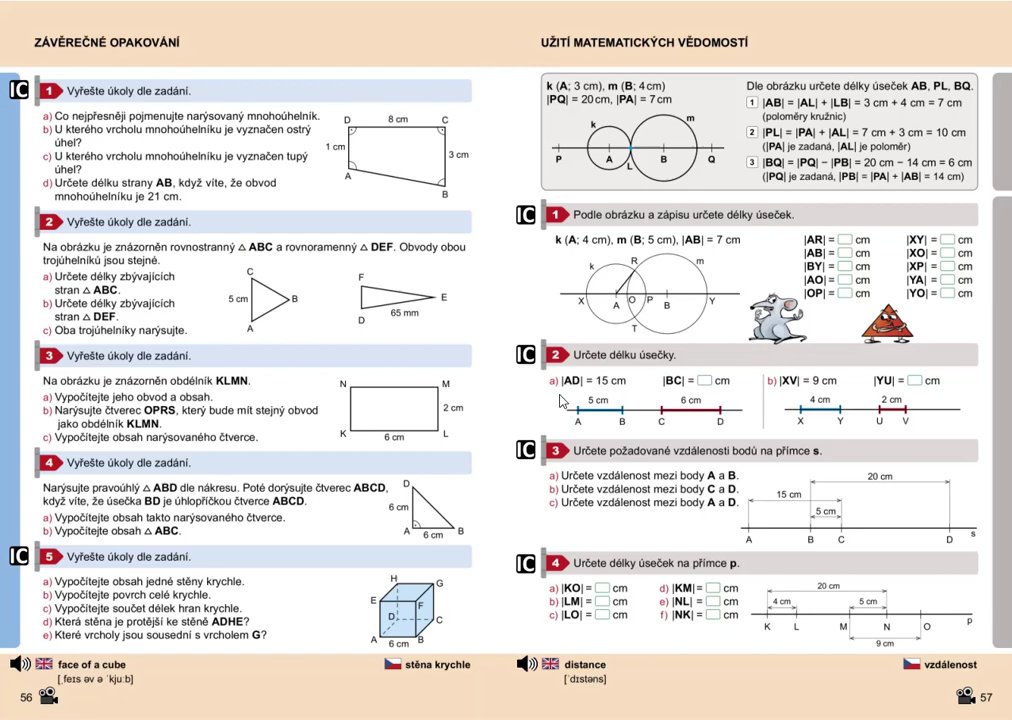 ZÁVĚREČNÉ OPAKOVÁNÍ
IC
1 Vyřešte úkoly dle zadání.
a) Co nejpřesněji pojmenujte narýsovaný mnohoúhelník.
b) U kterého vrcholu mnohoúhelníku je vyznačen ostrý
úhel?
c) U kterého vrcholu mnohoúhelníku je vyznačen tupý
úhel?
d) Určete délku strany AB, když víte, že obvod
mnohoúhelníku je 21 cm.
D 8 cm C
1 cm
3 cm
A
B
2 Vyřešte úkoly dle zadání.
Na obrázku je znázorněn rovnostranný △ ABC a rovnoramenný △ DEF. Obvody obou
trojúhelníků jsou stejné.
a) Určete délky zbývajících
stran △ ABC.
b) Určete délky zbývajících
stran △ DEF.
c) Oba trojúhelníky narýsujte.
C
5 cm B
A
F
E
65 mm
D
3 Vyřešte úkoly dle zadání.
Na obrázku je znázorněn obdélník KLMN.
a) Vypočítejte jeho obvod a obsah.
b) Narýsujte čtverec OPRS, který bude mít stejný obvod
jako obdélník KLMN.
c) Vypočítejte obsah narýsovaného čtverce.
N M
2 cm
K 6 cm L
4 Vyřešte úkoly dle zadání.
Narýsujte pravoúhlý △ ABD dle nákresu. Poté dorýsujte čtverec ABCD,
když víte, že úsečka BD je úhlopříčkou čtverce ABCD.
a) Vypočítejte obsah takto narýsovaného čtverce.
b) Vypočítejte obsah △ ABC.
D
6 cm
A 6 cm B
IC
5 Vyřešte úkoly dle zadání.
a) Vypočítejte obsah jedné stěny krychle.
b) Vypočítejte povrch celé krychle.
c) Vypočítejte součet délek hran krychle.
d) Která stěna je protější ke stěně ADHE?
e) Které vrcholy jsou sousední s vrcholem G?
H G
E F
D C
A 6 cm B
face of a cube
[ˌfeɪs əv ə ˈkjuːb]
stěna krychle
56
UŽITÍ MATEMATICKÝCH VĚDOMOSTÍ
k (A; 3 cm), m (B; 4 cm)
|PQ| = 20 cm, |PA| = 7 cm
k m
P A B Q
L
Dle obrázku určete délky úseček AB, PL, BQ.
1 |AB| = |AL| + |LB| = 3 cm + 4 cm = 7 cm
(poloměry kružnic)
2 |PL| = |PA| + |AL| = 7 cm + 3 cm = 10 cm
(|PA| je zadaná, |AL| je poloměr)
3 |BQ| = |PQ| − |PB| = 20 cm − 14 cm = 6 cm
(|PQ| je zadaná, |PB| = |PA| + |AB| = 14 cm)
IC
1 Podle obrázku a zápisu určete délky úseček.
k (A; 4 cm), m (B; 5 cm), |AB| = 7 cm
k R m
X A O P B Y
T
|AR| = cm |XY| = cm
|AB| = cm |XO| = cm
|BY| = cm |XP| = cm
|AO| = cm |YA| = cm
|OP| = cm |YO| = cm
IC
2 Určete délku úsečky.
a) |AD| = 15 cm |BC| = cm
5 cm 6 cm
A B C D
b) |XV| = 9 cm |YU| = cm
4 cm 2 cm
X Y U V
IC
3 Určete požadované vzdálenosti bodů na přímce s.
a) Určete vzdálenost mezi body A a B.
b) Určete vzdálenost mezi body C a D.
c) Určete vzdálenost mezi body A a D.
20 cm
15 cm
5 cm
A B C D s
IC
4 Určete délky úseček na přímce p.
a) |KO| = cm d) |KM| = cm
b) |LM| = cm e) |NL| = cm
c) |LO| = cm f) |NK| = cm
20 cm
4 cm 5 cm
K L M N O p
9 cm
distance
[ˈdɪstəns]
vzdálenost
57